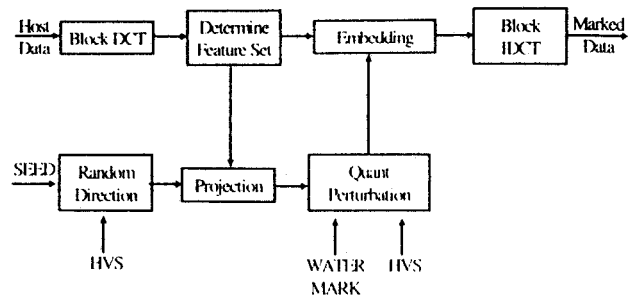 Host
Data
Block DCT
Determine
Feature Set
Embedding
Block
IDCT
Marked
Data
SEED
Random
Direction
Projection
Quant
Perturbation
HVS
WATER
MARK
HVS